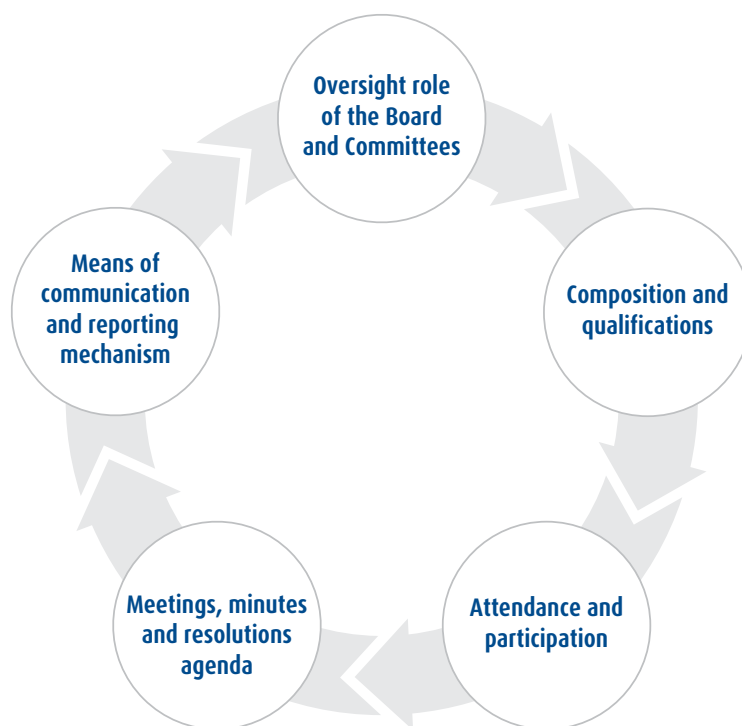 Oversight role
of the Board
and Committees
Composition and
qualifications
Attendance and
participation
Meetings, minutes
and resolutions
agenda
Means of
communication
and reporting
mechanism